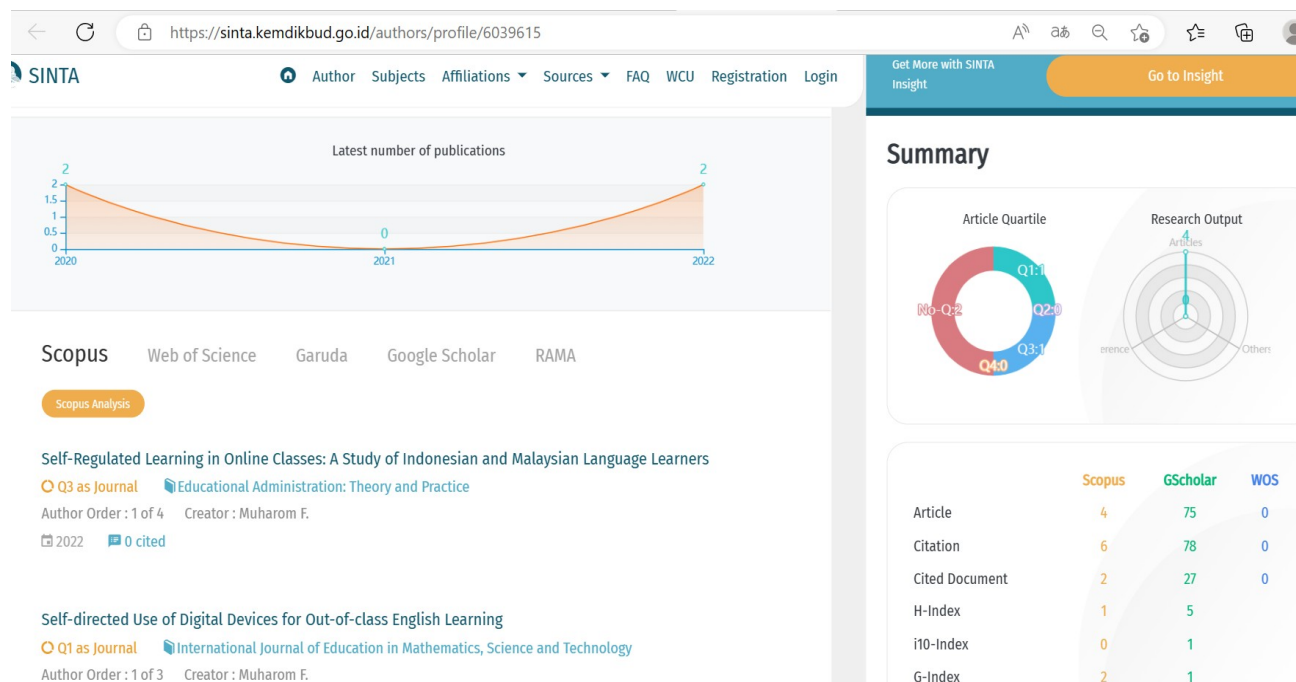 https://sinta.kemdikbud.go.id/authors/profile/6039615
SINTA
Author Subjects Affiliations Sources FAQ WCU Registration Login
Get More with SINTA
Insight
Go to Insight
Latest number of publications
2
0
2
2
1.5
1
0.5
0
2020
2021
2022
Scopus Web of Science Garuda Google Scholar RAMA
Scopus Analysis
Self-Regulated Learning in Online Classes: A Study of Indonesian and Malaysian Language Learners
Q3 as Journal Educational Administration: Theory and Practice
Author Order : 1 of 4 Creator : Muharom F.
2022 0 cited
Self-directed Use of Digital Devices for Out-of-class English Learning
Q1 as Journal International Journal of Education in Mathematics, Science and Technology
Author Order : 1 of 3 Creator : Muharom F.
Summary
Article Quartile
Q1:1
No-Q:2
Q2:0
Q3:1
Q4:0
Research Output
4
Articles
0
erence
Others
Scopus GScholar WOS
Article 4 75 0
Citation 6 78 0
Cited Document 2 27 0
H-Index 1 5
i10-Index 0 1
G-Index 2 1